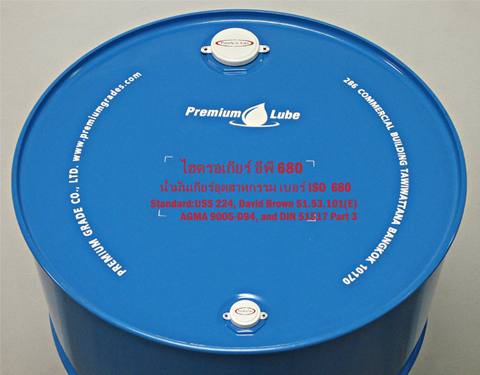 Premium Lube
ไฮดรอเกียร์ อีพี 680
น้ำมันเกียร์อุตสาหกรรม เบอร์ ISO 680
Standard:USS 224, David Brown S1.53.101(E)
AGMA 9005-D94, and DIN 51517 Part 3
PREMIUM GRADE CO., LTD. www.premiumgrades.com
286 COMMERCIAL BUILDING TAWIWATTANA BANGKOK 10170